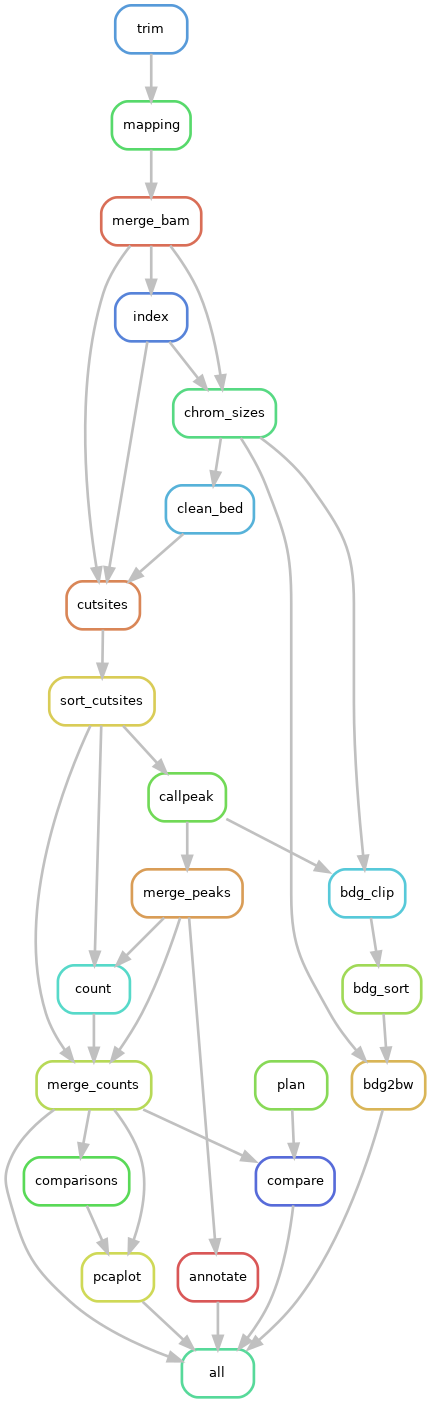 trim
mapping
merge_bam
index
chrom_sizes
clean_bed
cutsites
sort_cutsites
callpeak
merge_peaks
bdg_clip
count
bdg_sort
merge_counts
plan
bdg2bw
comparisons
compare
pcaplot
annotate
all